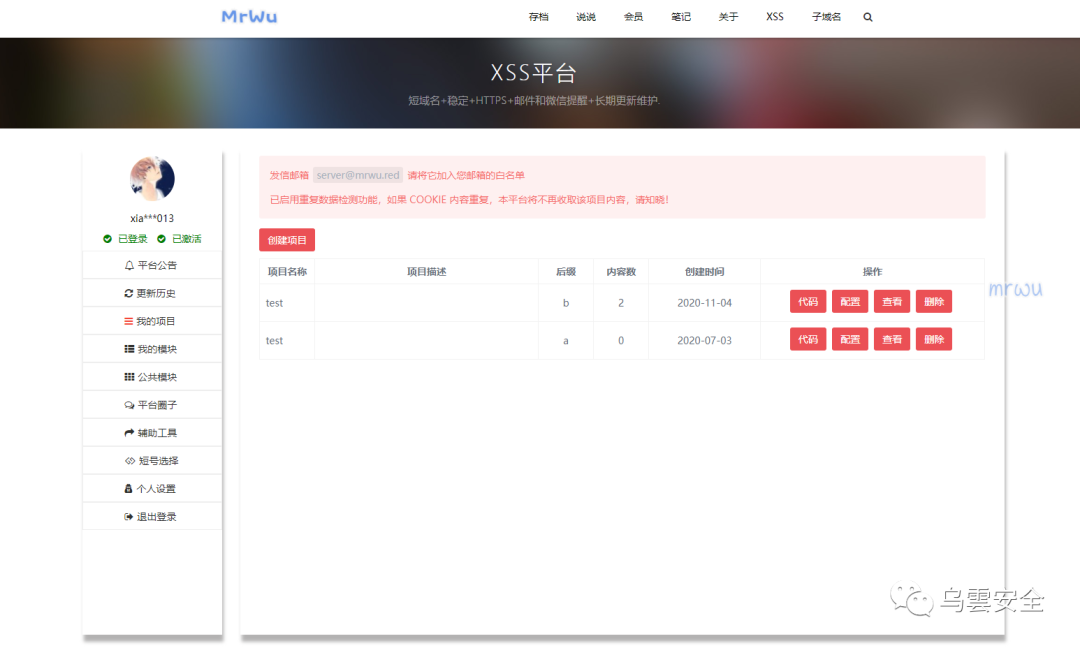 MrWu
存档 说说 会员 笔记 关于 XSS 子域名
XSS平台
短域名+稳定+HTTPS+邮件和微信提醒+长期更新维护.
xia***013
已登录 已激活
平台公告
更新历史
我的项目
我的模块
公共模块
平台圈子
辅助工具
短号选择
个人设置
退出登录
发信邮箱 server@mrwu.red 请将它加入您邮箱的白名单
已启用重复数据检测功能，如果 COOKIE 内容重复，本平台将不再收取该项目内容，请知晓！
创建项目
项目名称 项目描述 后缀 内容数 创建时间 操作
test b 2 2020-11-04 代码 配置 查看 删除
test a 0 2020-07-03 代码 配置 查看 删除
mrwu
乌雲安全